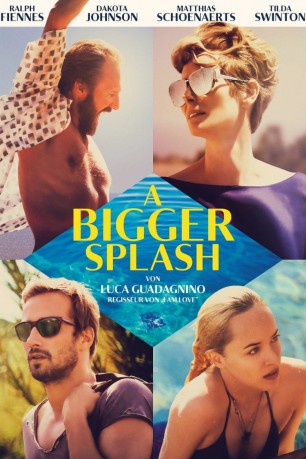 RALPH FIENNES
DAKOTA JOHNSON
MATTHIAS SCHOENAERTS
TILDA SWINTON
A
BIGGER
SPLASH
VON
LUCA GUADAGNINO
REGISSEUR VON „I AM LOVE“